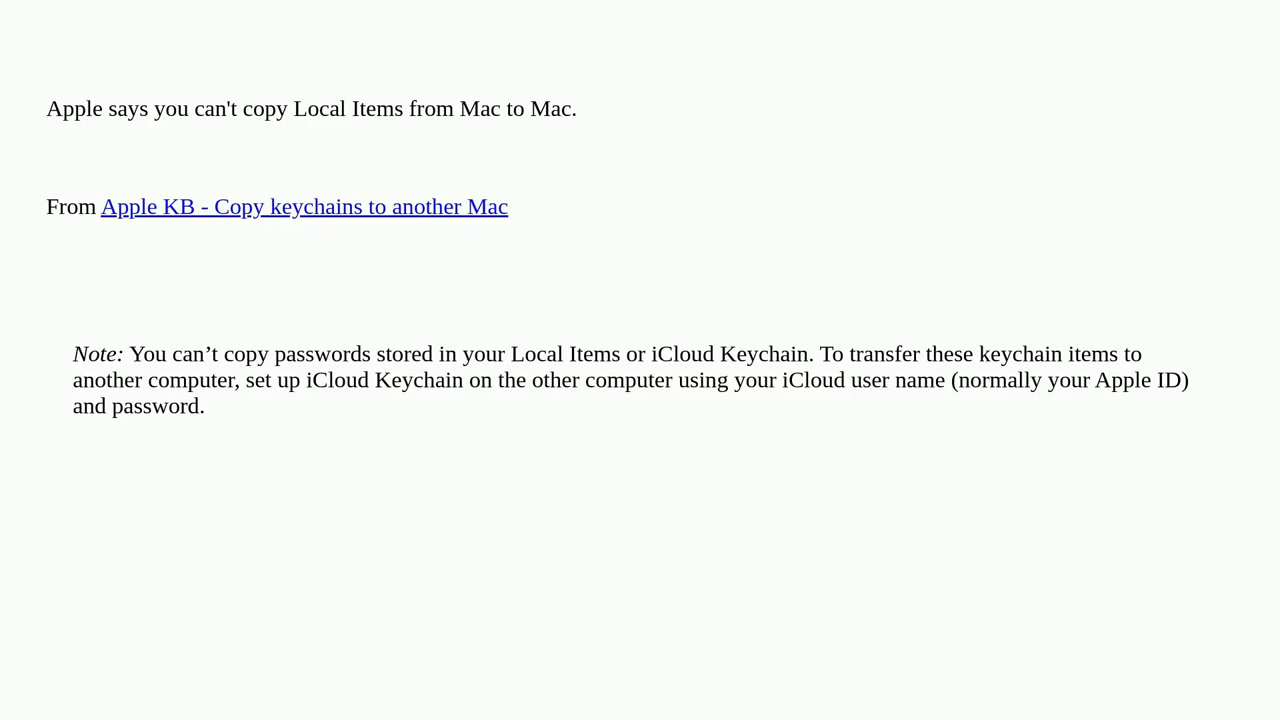 Apple says you can't copy Local Items from Mac to Mac.
From Apple KB - Copy keychains to another Mac
Note: You can’t copy passwords stored in your Local Items or iCloud Keychain. To transfer these keychain items to
another computer, set up iCloud Keychain on the other computer using your iCloud user name (normally your Apple ID)
and password.